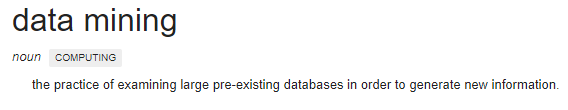 data mining
noun COMPUTING
the practice of examining large pre-existing databases in order to generate new information.